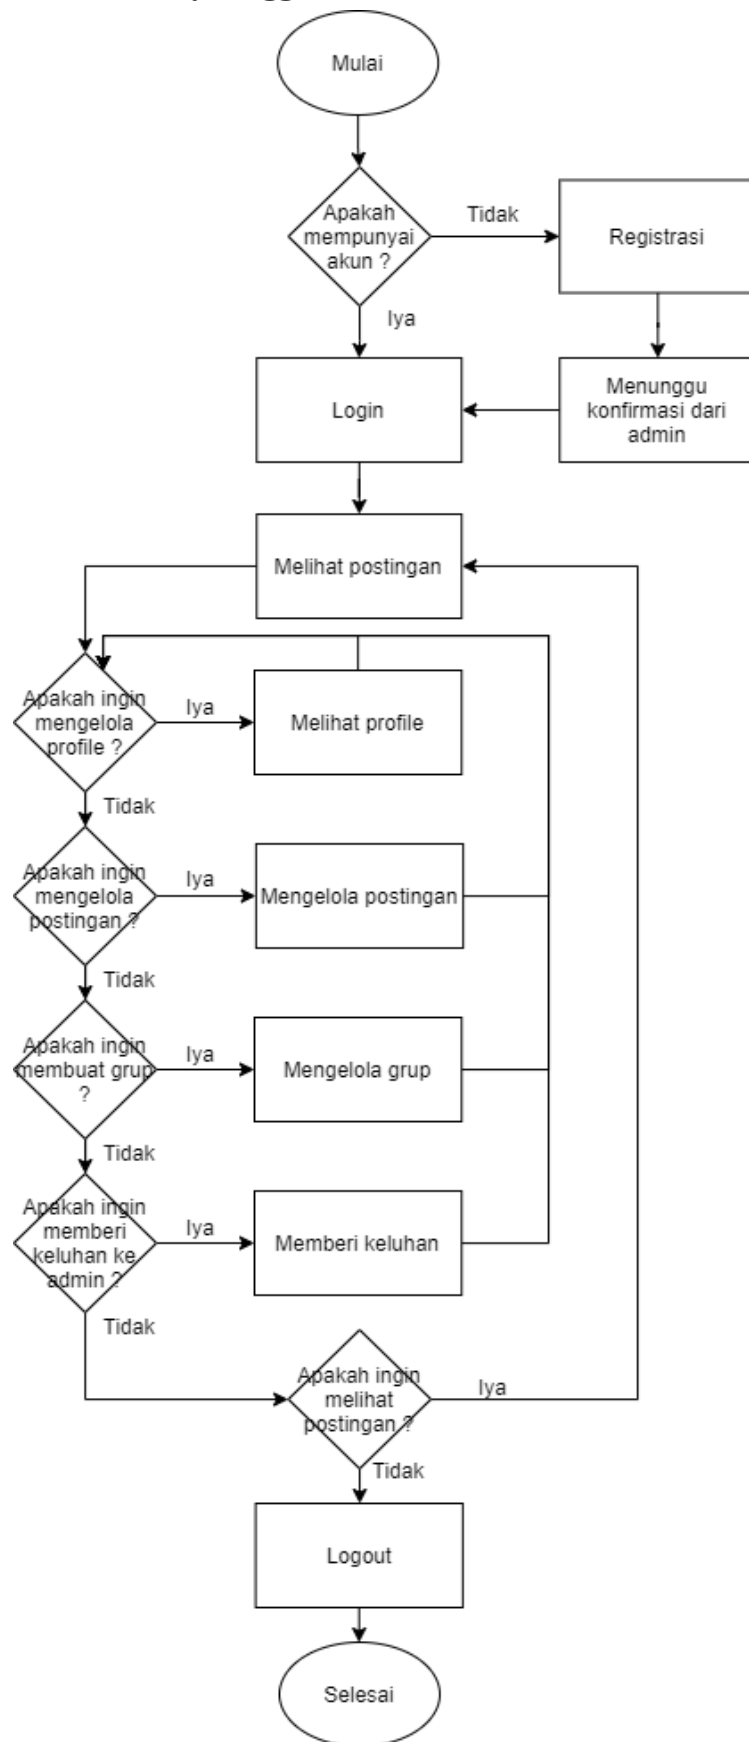 Mulai
Apakah
mempunyai
akun ?
Tidak
Registrasi
Iya
Login
Menunggu
konfirmasi dari
admin
Melihat postingan
Apakah ingin
mengelola
profile ?
Iya
Melihat profile
Tidak
Apakah ingin
mengelola
postingan ?
Iya
Mengelola postingan
Tidak
Apakah ingin
membuat grup
?
Iya
Mengelola grup
Tidak
Apakah ingin
memberi
keluhan ke
admin ?
Iya
Memberi keluhan
Tidak
Apakah ingin
melihat
postingan ?
Iya
Tidak
Logout
Selesai